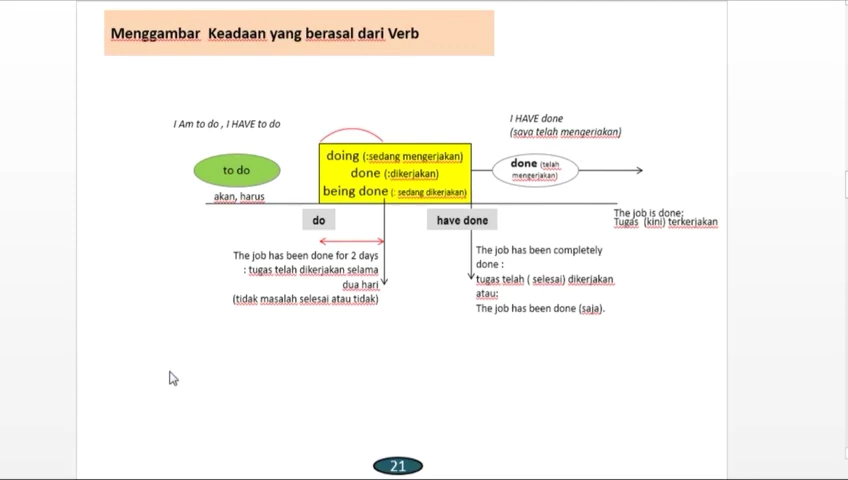 Menggambar Keadaan yang berasal dari Verb
I Am to do , I HAVE to do
I HAVE done
(saya telah mengerjakan)
to do
akan, harus
doing (:sedang mengerjakan)
done (:dikerjakan)
being done (: sedang dikerjakan)
done (telah
mengerjakan)
do
have done
The job is done;
Tugas (kini) terkerjakan
The job has been done for 2 days
: tugas telah dikerjakan selama
dua hari
(tidak masalah selesai atau tidak)
The job has been completely
done :
tugas telah ( selesai) dikerjakan
atau:
The job has been done (saja).
21